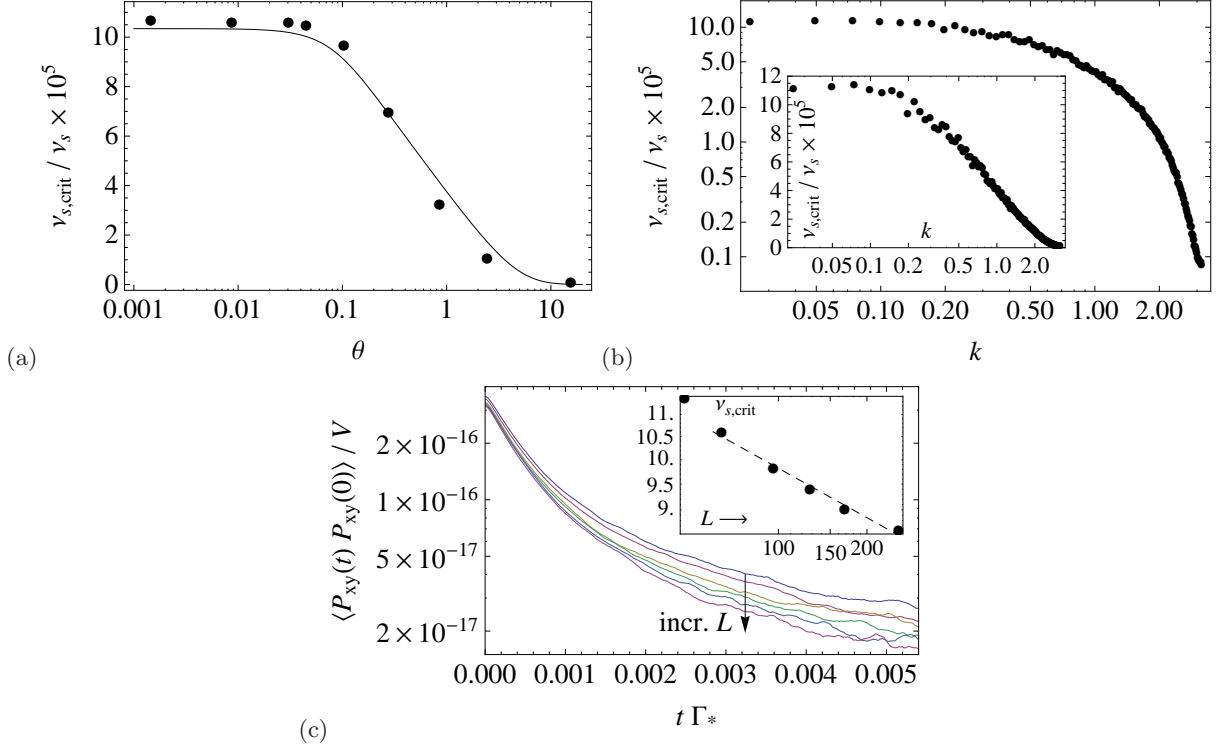 10
8
6
4
2
0
ν_{s,crit} / ν_s × 10^5
0.001 0.01 0.1 1 10
θ
(a)
10.0
5.0
2.0
1.0
0.5
0.2
0.1
ν_{s,crit} / ν_s × 10^5
12
10
8
6
4
2
0
ν_{s,crit} / ν_s × 10^5
k
0.05 0.1 0.2 0.5 1.0 2.0
0.05 0.10 0.20 0.50 1.00 2.00
k
(b)
2 × 10^{-16}
1 × 10^{-16}
5 × 10^{-17}
2 × 10^{-17}
⟨P_{xy}(t) P_{xy}(0)⟩ / V
11.
10.5
10.
9.5
9.
ν_{s,crit}
L ⟶
100 150 200
incr. L
0.000 0.001 0.002 0.003 0.004 0.005
t Γ_*
(c)